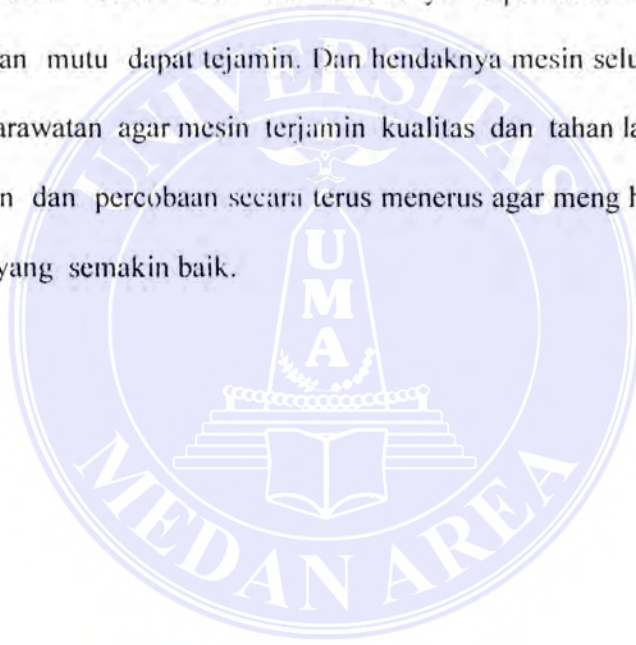 an mutu dapat tejamin. Dan hendaknya mesin selu
arawatan agar mesin terjamin kualitas dan tahan la
n dan percobaan secara terus menerus agar meng h
yang semakin baik.
UNIVERSITAS
UMA
MEDAN AREA